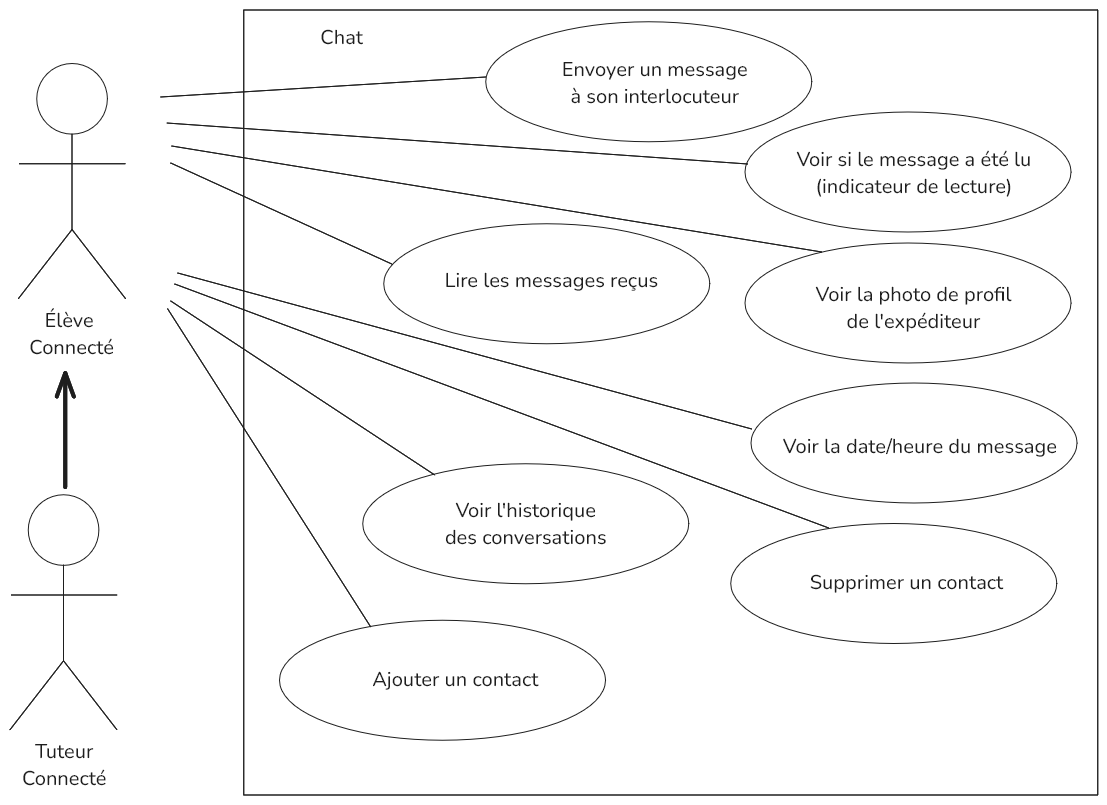 Chat
Envoyer un message
à son interlocuteur
Voir si le message a été lu
(indicateur de lecture)
Lire les messages reçus
Voir la photo de profil
de l'expéditeur
Élève
Connecté
Voir la date/heure du message
Voir l'historique
des conversations
Supprimer un contact
Ajouter un contact
Tuteur
Connecté